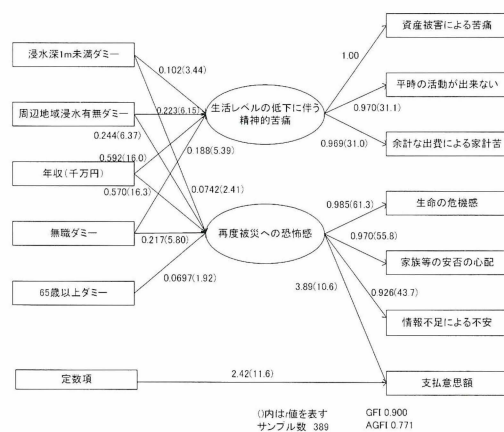 浸水深1m未満ダミー
周辺地域浸水有無ダミー
年収(千万円)
無職ダミー
65歳以上ダミー
定数項
0.102(3.44)
0.223(6.15)
0.244(6.37)
0.188(5.39)
0.592(16.0)
0.570(16.3)
0.0742(2.41)
0.217(5.80)
0.0697(1.92)
2.42(11.6)
生活レベルの低下に伴う
精神的苦痛
再度被災への恐怖感
1.00
0.970(31.1)
0.969(31.0)
0.985(61.3)
0.970(55.8)
0.926(43.7)
3.89(10.6)
資産被害による苦痛
平時の活動が出来ない
余計な出費による家計苦
生命の危機感
家族等の安否の心配
情報不足による不安
支払意思額
()内はt値を表す
サンプル数 389
GFI 0.900
AGFI 0.771